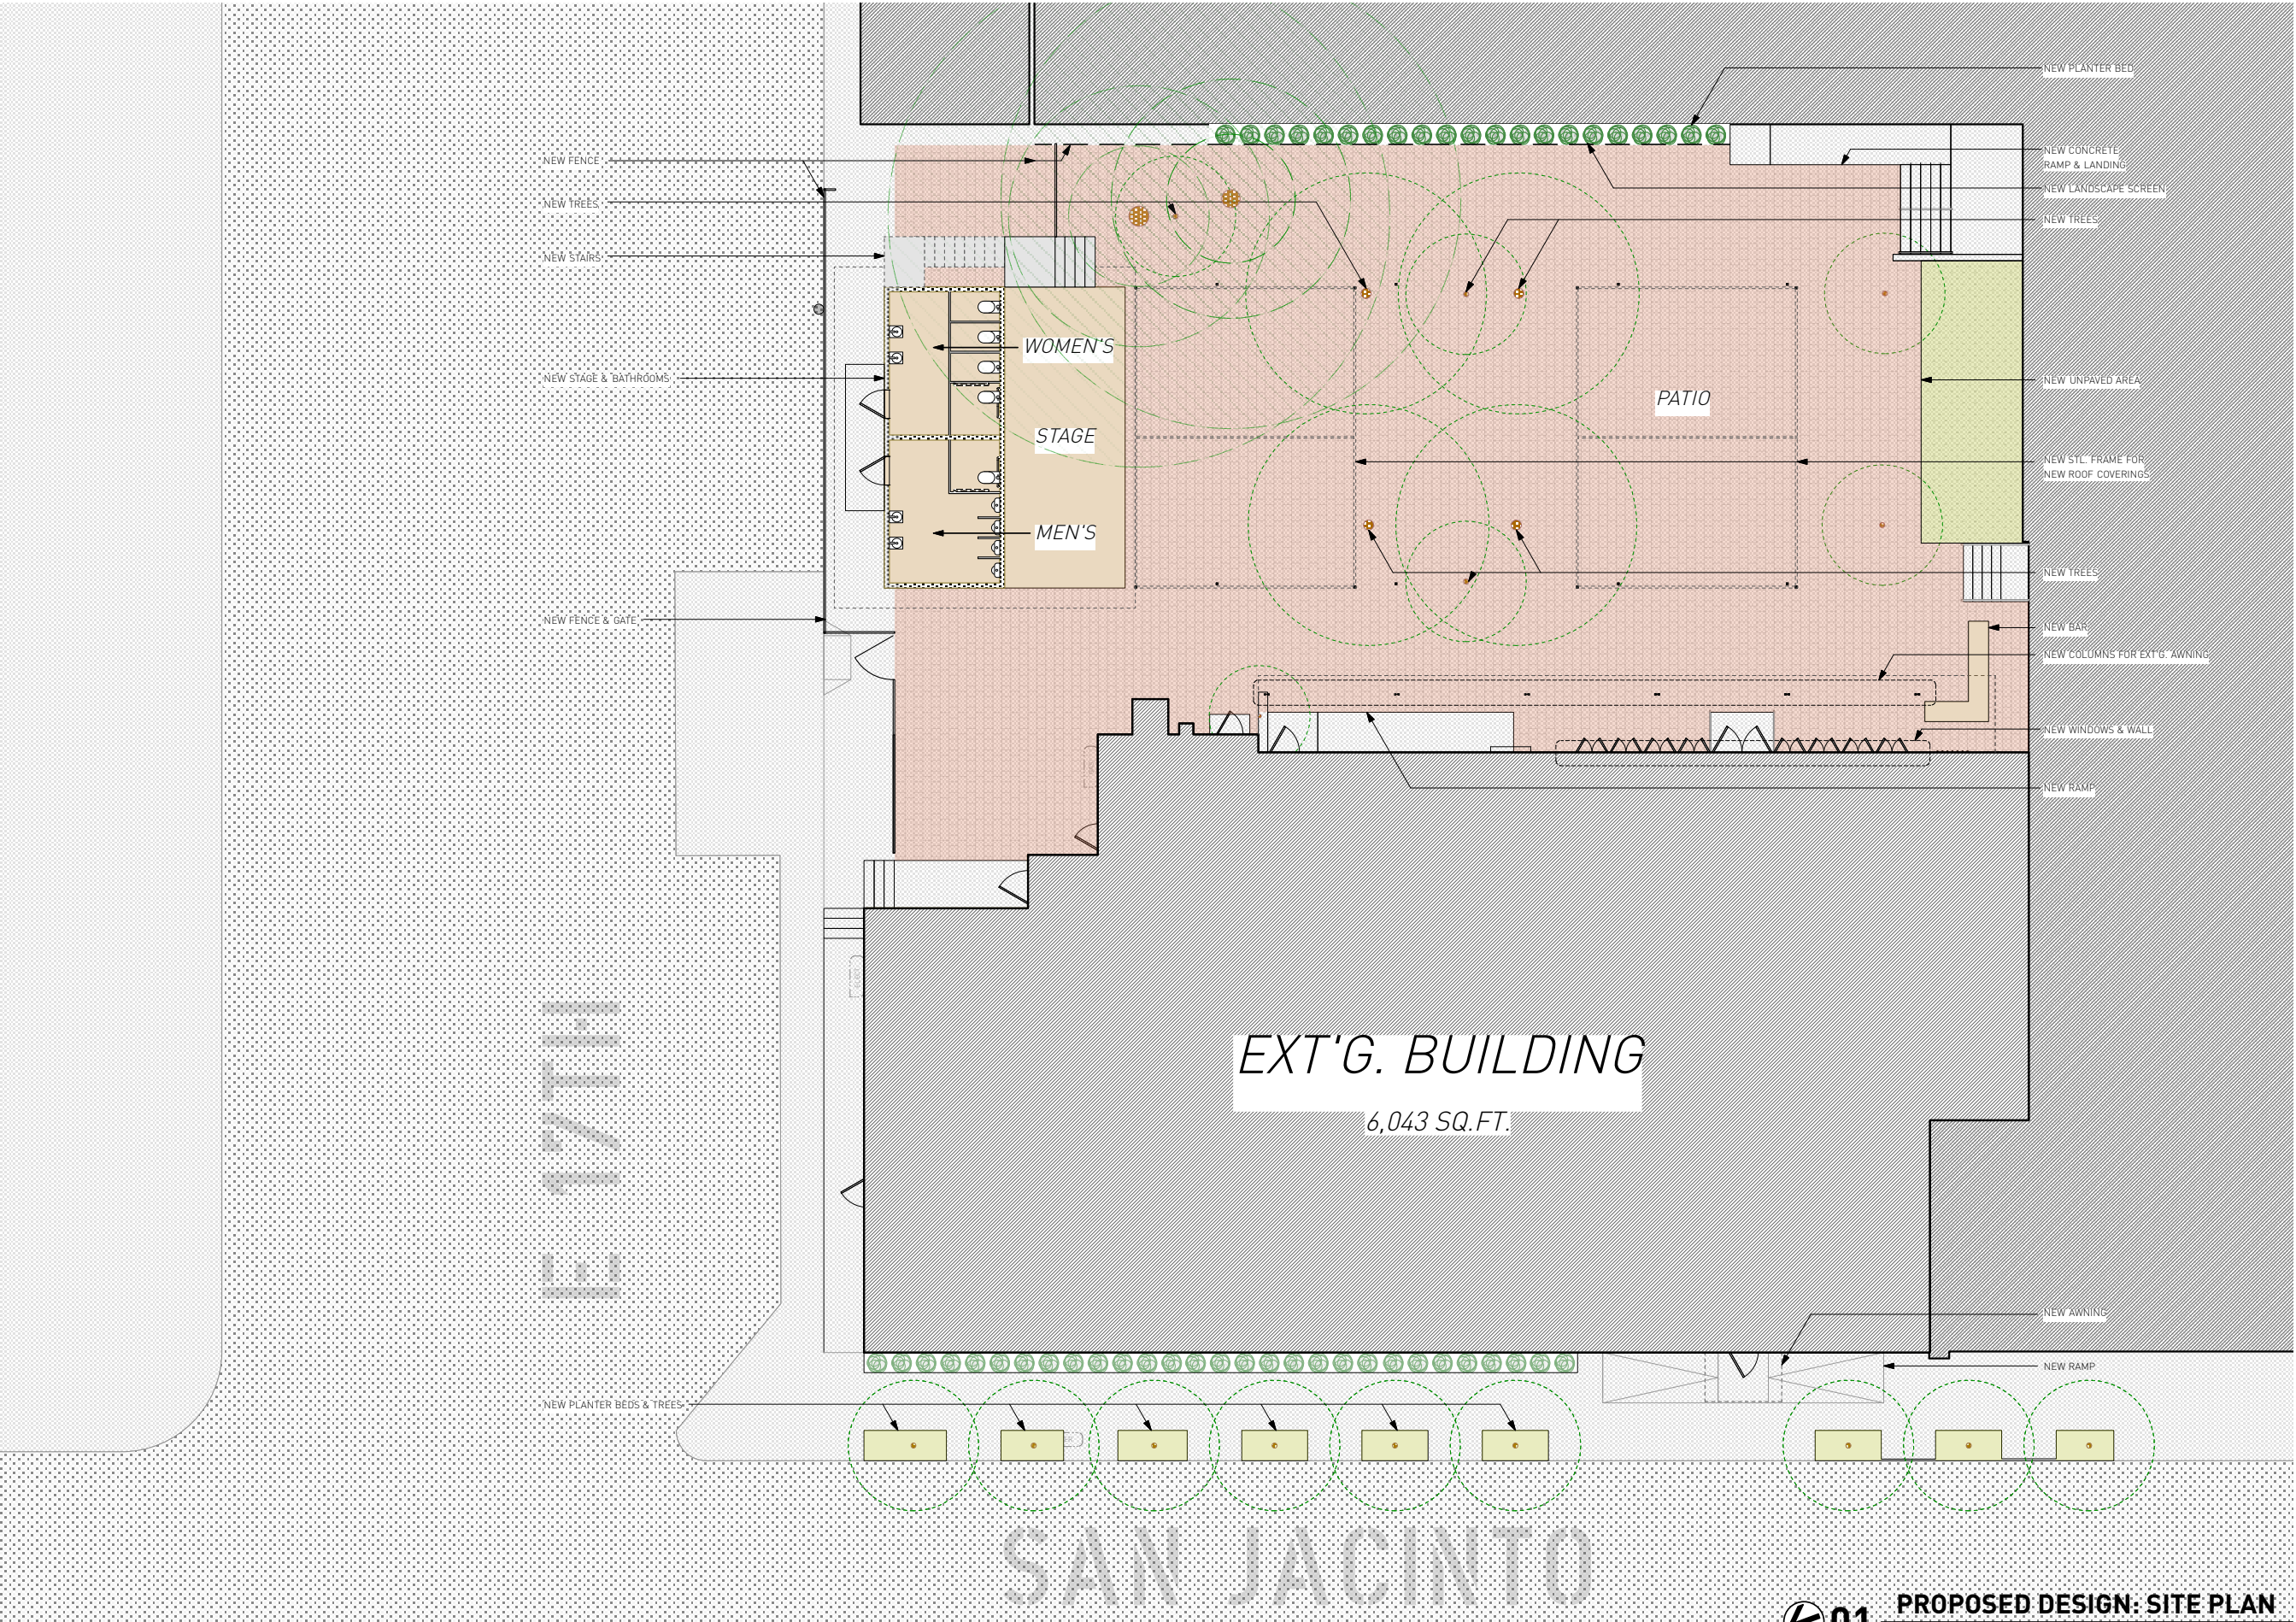 NEW PLANTER BED
NEW CONCRETE
RAMP & LANDING
NEW FENCE
NEW LANDSCAPE SCREEN
NEW TREES
NEW TREES
NEW STAIRS
WOMEN'S
NEW STAGE & BATHROOMS
NEW UNPAVED AREA
PATIO
STAGE
NEW STL. FRAME FOR
NEW ROOF COVERINGS
MEN'S
NEW TREES
NEW FENCE & GATE
NEW BAR
NEW COLUMNS FOR EXT'G. AWNING
NEW WINDOWS & WALL
NEW RAMP
E 17TH
EXT'G. BUILDING
6,043 SQ.FT.
NEW AWNING
NEW RAMP
NEW PLANTER BEDS & TREES
SAN JACINTO
01
PROPOSED DESIGN: SITE PLAN